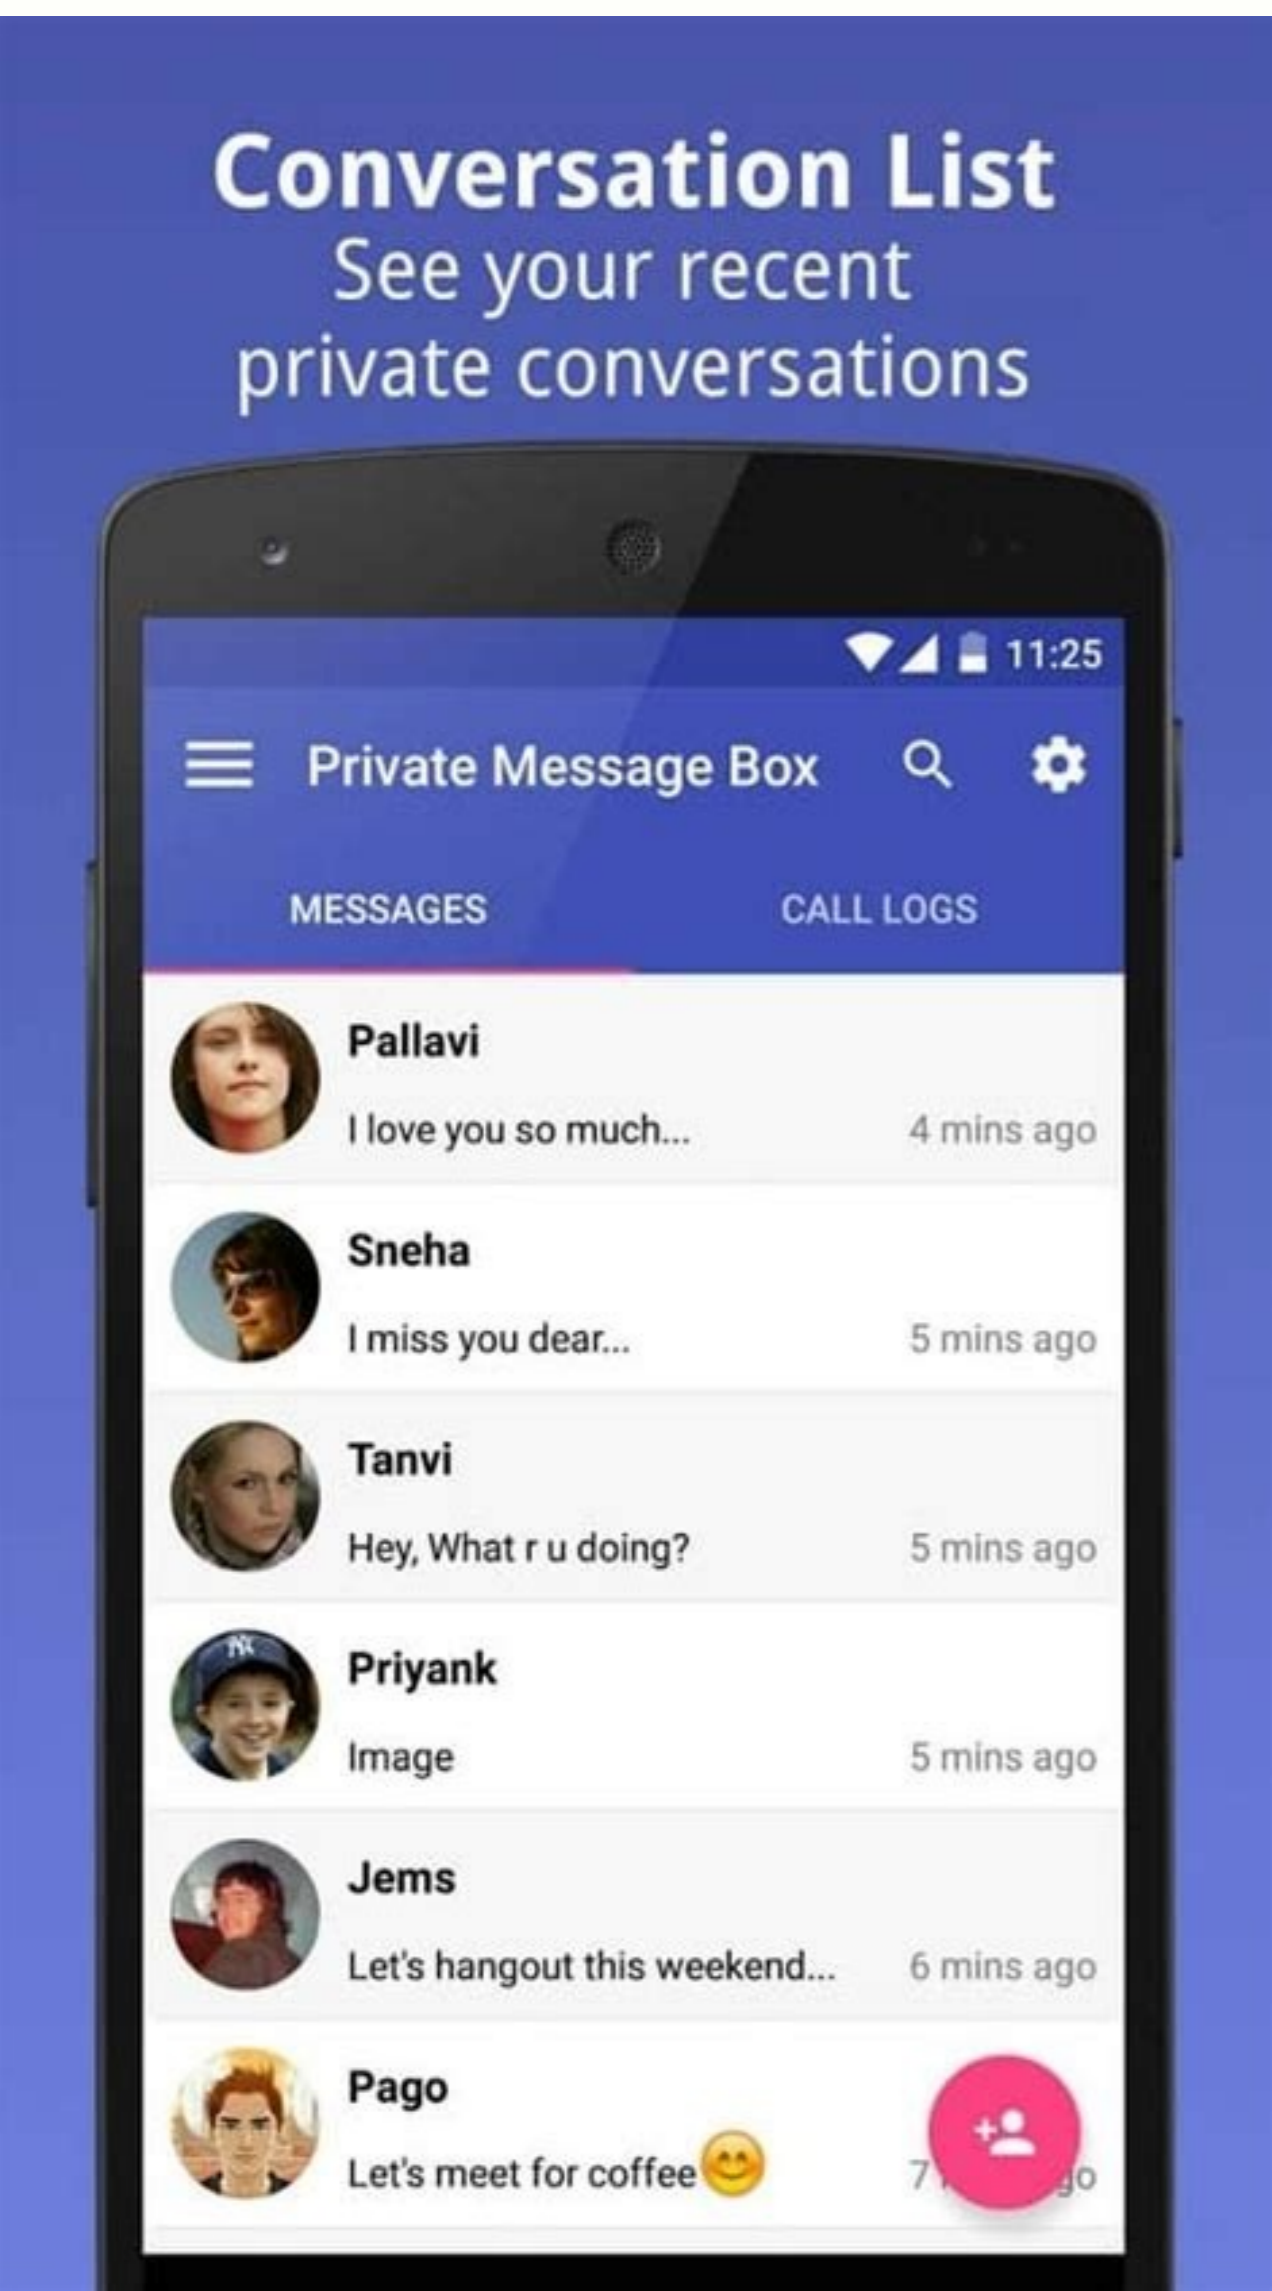 Conversation List
See your recent
private conversations
11:25
Private Message Box
MESSAGES
CALL LOGS
Pallavi
I love you so much...
4 mins ago
Sneha
I miss you dear...
5 mins ago
Tanvi
Hey, What r u doing?
5 mins ago
Priyank
Image
5 mins ago
Jems
Let's hangout this weekend...
6 mins ago
Pago
Let's meet for coffee😊
7
NY